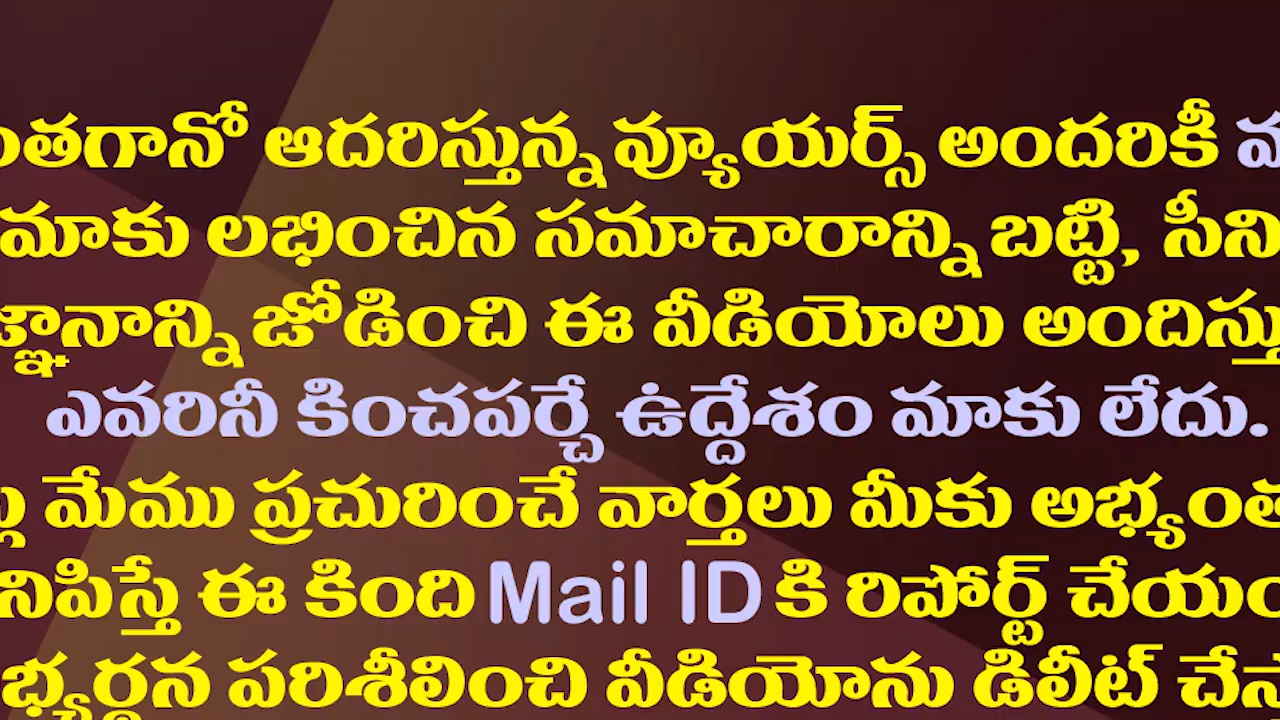 ంతగానో ఆదరిస్తున్న వ్యూయర్స్ అందరికీ
మాకు లభించిన సమాచారాన్ని బట్టి, సీని
జ్ఞానాన్ని జోడించి ఈ వీడియోలు అందిస్తు
ఎవరినీ కించపర్చే ఉద్దేశం మాకు లేదు.
మేము ప్రచురించే వార్తలు మీకు అభ్యంత
నిపిస్తే ఈ కింది Mail ID కి రిపోర్ట్ చేయం
భ్యర్ధన పరిశీలించి వీడియోను డిలీట్ చేస